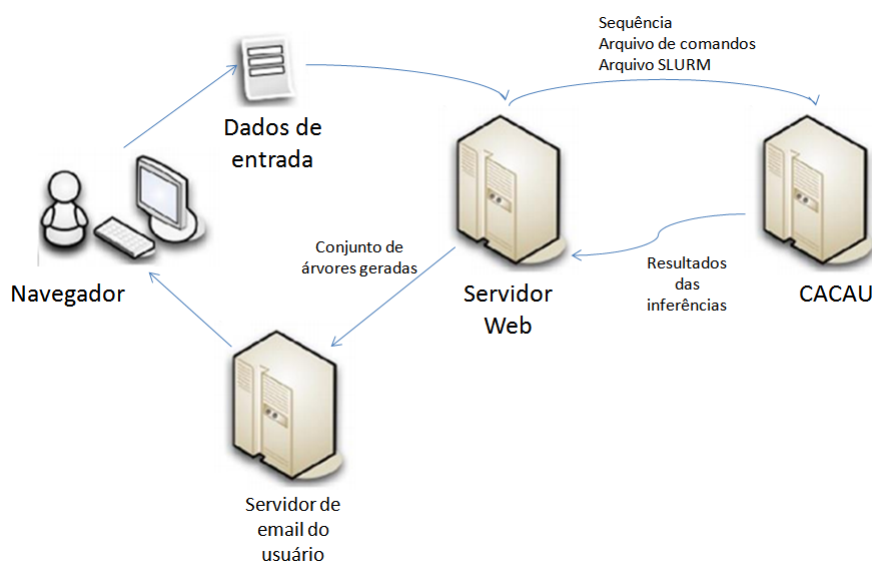 Sequência
Arquivo de comandos
Arquivo SLURM
Dados de
entrada
Navegador
Conjunto de
árvores geradas
Servidor
Web
Resultados
das
inferências
CACAU
Servidor de
email do
usuário